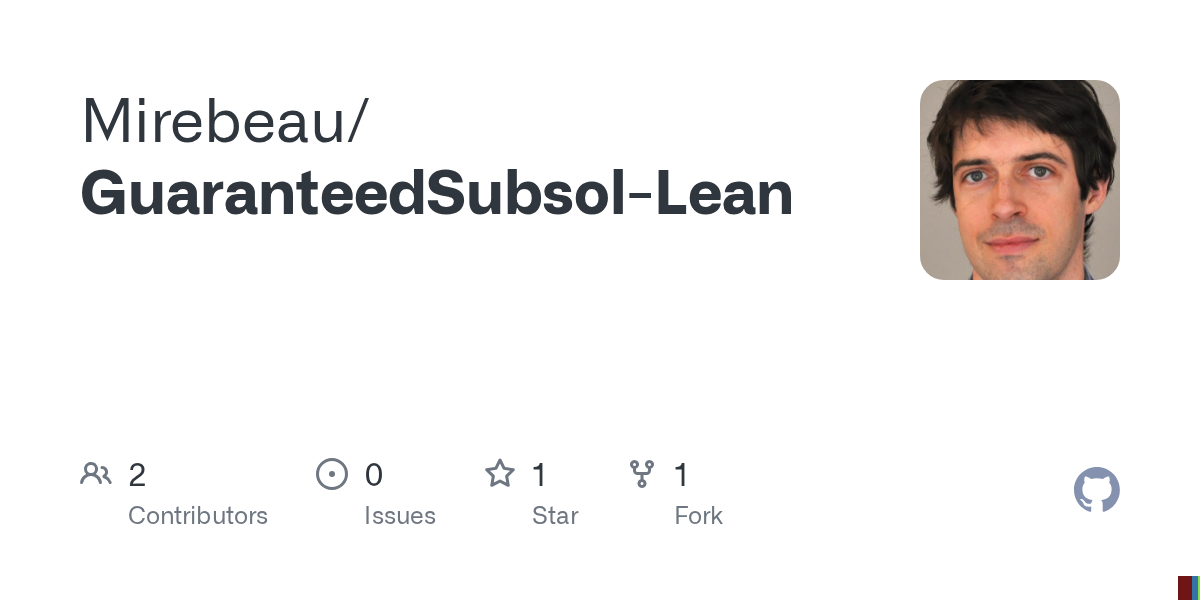 Mirebeau/
GuaranteedSubsol-Lean
2
Contributors
0
Issues
1
Star
1
Fork